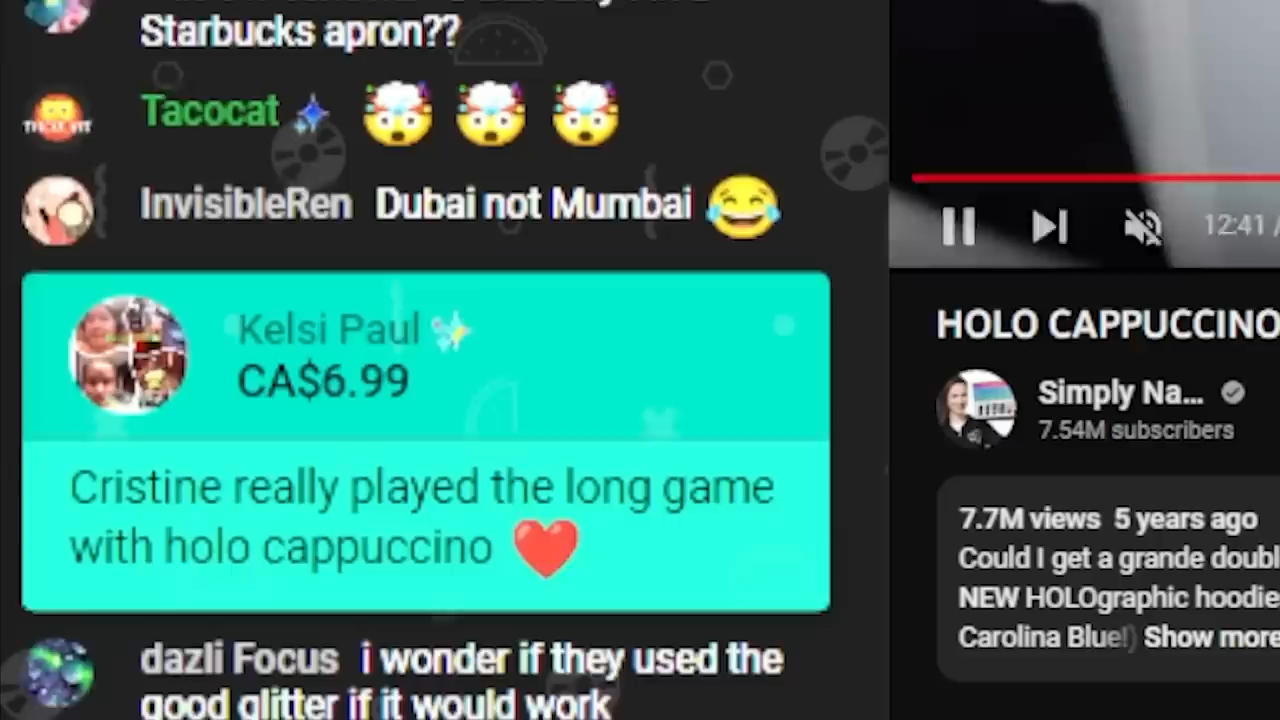 Starbucks apron??
Tacocat
InvisibleRen Dubai not Mumbai
Kelsi Paul
CA$6.99
Cristine really played the long game
with holo cappuccino
dazli Focus i wonder if they used the
good glitter if it would work
12:41 /
HOLO CAPPUCCINO
Simply Na...
7.54M subscribers
7.7M views 5 years ago
Could I get a grande doubl
NEW HOLOgraphic hoodie
Carolina Blue!) Show more